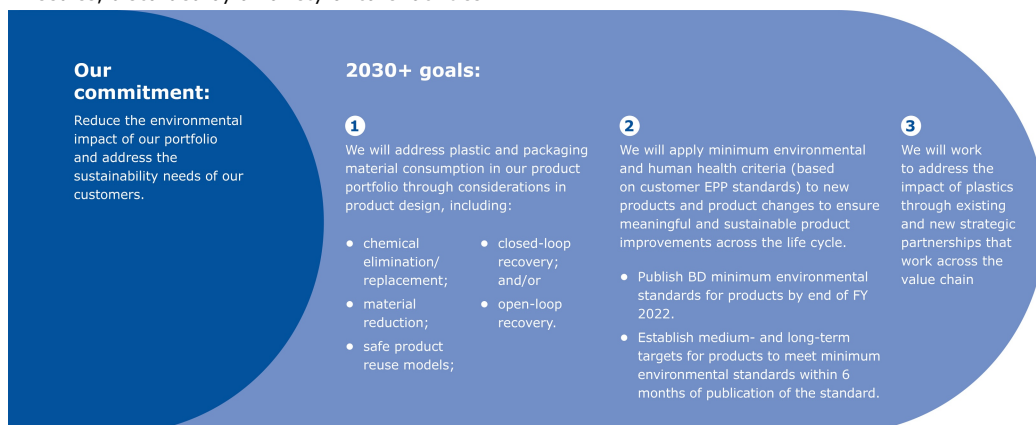 Our
commitment:
Reduce the environmental
impact of our portfolio
and address the
sustainability needs of our
customers.
2030+ goals:
1
We will address plastic and packaging
material consumption in our product
portfolio through considerations in
product design, including:
• chemical
elimination/
replacement;
• material
reduction;
• safe product
reuse models;
• closed-loop
recovery;
and/or
• open-loop
recovery.
2
We will apply minimum environmental
and human health criteria (based
on customer EPP standards) to new
products and product changes to ensure
meaningful and sustainable product
improvements across the life cycle.
• Publish BD minimum environmental
standards for products by end of FY
2022.
• Establish medium- and long-term
targets for products to meet minimum
environmental standards within 6
months of publication of the standard.
3
We will work
to address the
impact of plastics
through existing
and new strategic
partnerships that
work across the
value chain